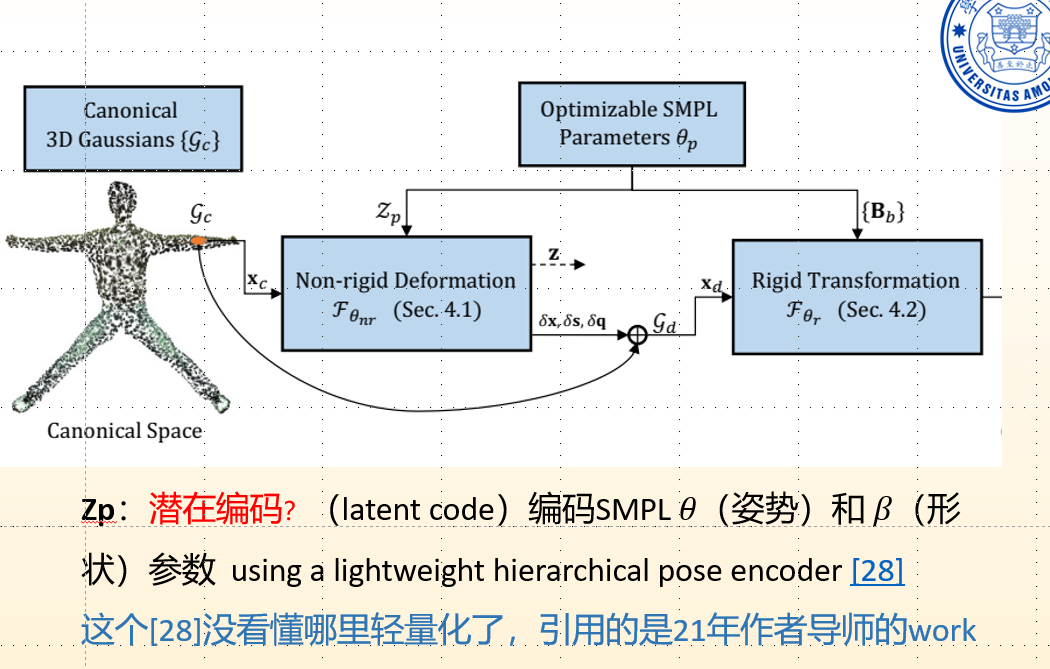 UNIVERSITAS AMO
Canonical
3D Gaussians {𝒢c}
Optimizable SMPL
Parameters θp
𝒢c
𝒵p
{Bb}
xc
Non-rigid Deformation
ℱθnr (Sec. 4.1)
z
δx, δs, δq
𝒢d
xd
Rigid Transformation
ℱθr (Sec. 4.2)
Canonical Space
Zp：潜在编码?（latent code）编码SMPL θ（姿势）和 β（形
状）参数 using a lightweight hierarchical pose encoder [28]
这个[28]没看懂哪里轻量化了，引用的是21年作者导师的work